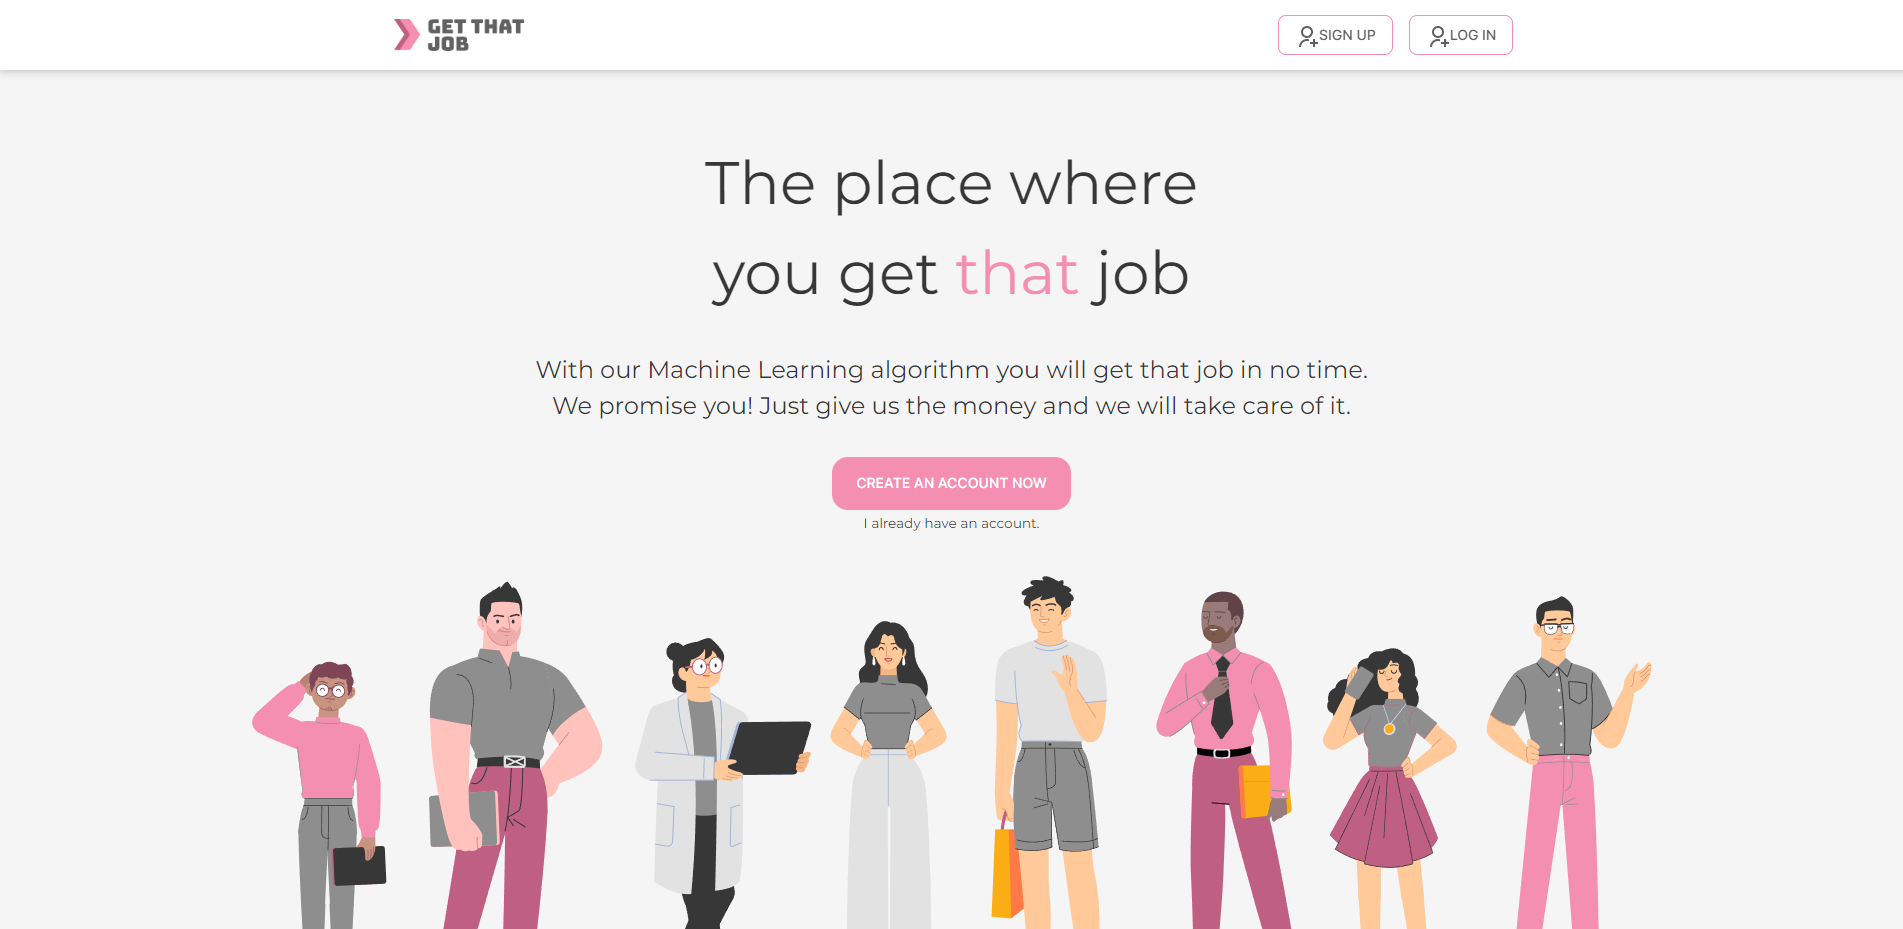 GET THAT
JOB
SIGN UP
LOG IN
The place where
you get that job
With our Machine Learning algorithm you will get that job in no time.
We promise you! Just give us the money and we will take care of it.
CREATE AN ACCOUNT NOW
I already have an account.